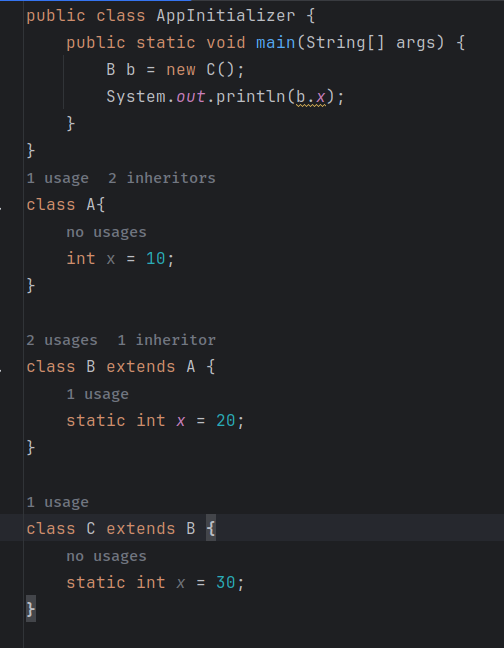 public class AppInitializer {
    public static void main(String[] args) {
        B b = new C();
        System.out.println(b.x);
    }
}
1 usage  2 inheritors
class A{
    no usages
    int x = 10;
}

2 usages  1 inheritor
class B extends A {
    1 usage
    static int x = 20;
}

1 usage
class C extends B {
    no usages
    static int x = 30;
}